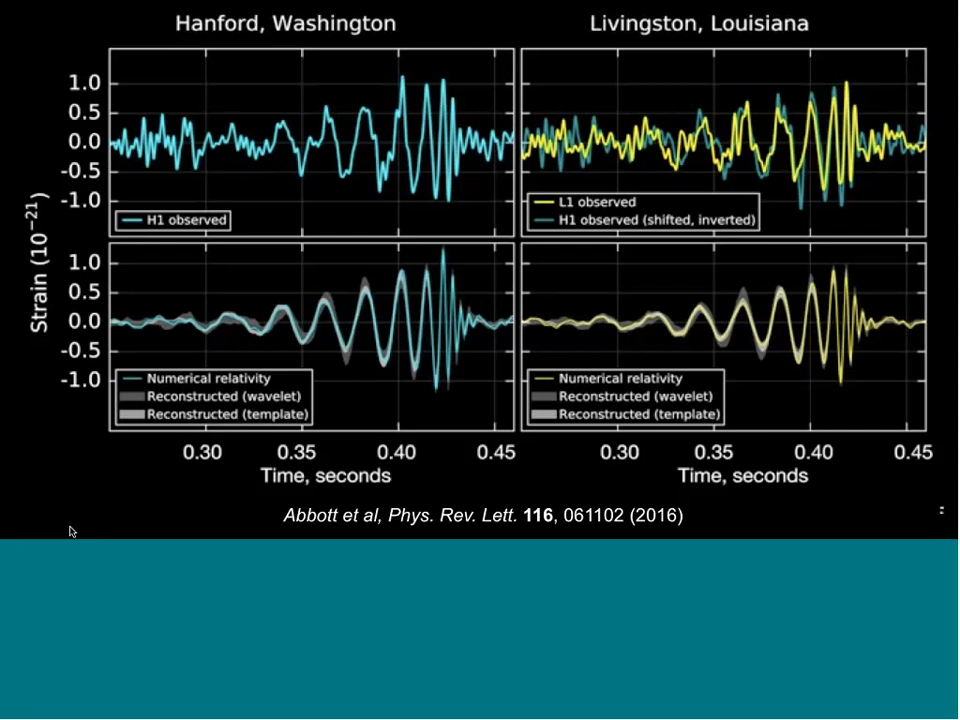 Hanford, Washington
Livingston, Louisiana
Strain (10⁻²¹)
1.0
0.5
0.0
-0.5
-1.0
H1 observed
L1 observed
H1 observed (shifted, inverted)
1.0
0.5
0.0
-0.5
-1.0
Numerical relativity
Reconstructed (wavelet)
Reconstructed (template)
Numerical relativity
Reconstructed (wavelet)
Reconstructed (template)
0.30 0.35 0.40 0.45
0.30 0.35 0.40 0.45
Time, seconds
Time, seconds
Abbott et al, Phys. Rev. Lett. 116, 061102 (2016)